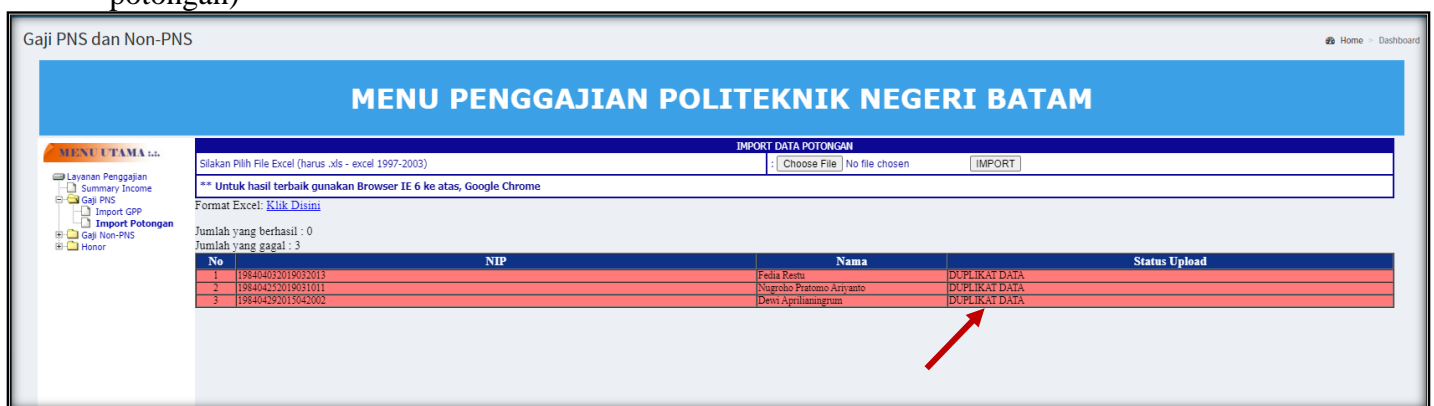 potongan)
Gaji PNS dan Non-PNS
Home > Dashboard
MENU PENGGAJIAN POLITEKNIK NEGERI BATAM
MENU UTAMA :.:.
Layanan Penggajian
Summary Income
Gaji PNS
Import GPP
Import Potongan
Gaji Non-PNS
Honor
IMPORT DATA POTONGAN
Silakan Pilih File Excel (harus .xls - excel 1997-2003) : Choose File No file chosen IMPORT
** Untuk hasil terbaik gunakan Browser IE 6 ke atas, Google Chrome
Format Excel: Klik Disini
Jumlah yang berhasil : 0
Jumlah yang gagal : 3
No NIP Nama Status Upload
1 198404032019032013 Fedia Restu DUPLIKAT DATA
2 198404252019031011 Nugroho Pratomo Ariyanto DUPLIKAT DATA
3 198404292015042002 Dewi Aprilianingrum DUPLIKAT DATA